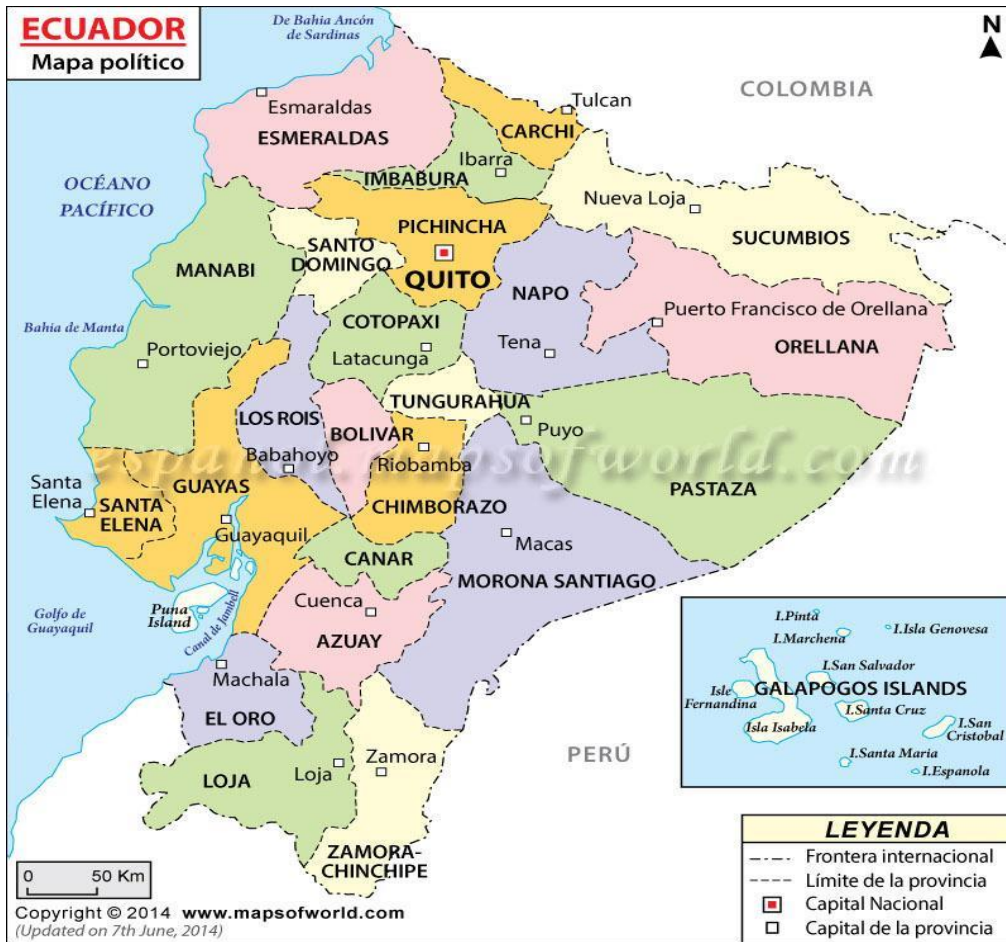 ECUADOR
Mapa político
De Bahia Ancón
de Sardinas
N
COLOMBIA
Esmaraldas
ESMERALDAS
Tulcan
CARCHI
Ibarra
IMBABURA
OCÉANO
PACÍFICO
Nueva Loja
SUCUMBIOS
PICHINCHA
QUITO
SANTO
DOMINGO
MANABI
NAPO
Puerto Francisco de Orellana
ORELLANA
Bahia de Manta
Portoviejo
COTOPAXI
Latacunga
Tena
TUNGURAHUA
LOS ROIS
BOLIVAR
Puyo
Babahoyo
Riobamba
espanol.mapsofworld.com
PASTAZA
Santa
Elena
SANTA
ELENA
GUAYAS
Guayaquil
CHIMBORAZO
Macas
CANAR
MORONA SANTIAGO
Puna
Island
Golfo de
Guayaquil
Canal de Jambeli
Cuenca
AZUAY
Machala
EL ORO
LOJA
Loja
Zamora
ZAMORA-
CHINCHIPE
PERÚ
I.Pinta
I.Marchena
I.Isla Genovesa
I.San Salvador
GALAPOGOS ISLANDS
Isle
Fernandina
I.Santa Cruz
Isla Isabela
I.San
Cristobal
I.Santa Maria
I.Espanola
LEYENDA
Frontera internacional
Límite de la provincia
Capital Nacional
Capital de la provincia
0 50 Km
Copyright © 2014 www.mapsofworld.com
(Updated on 7th June, 2014)